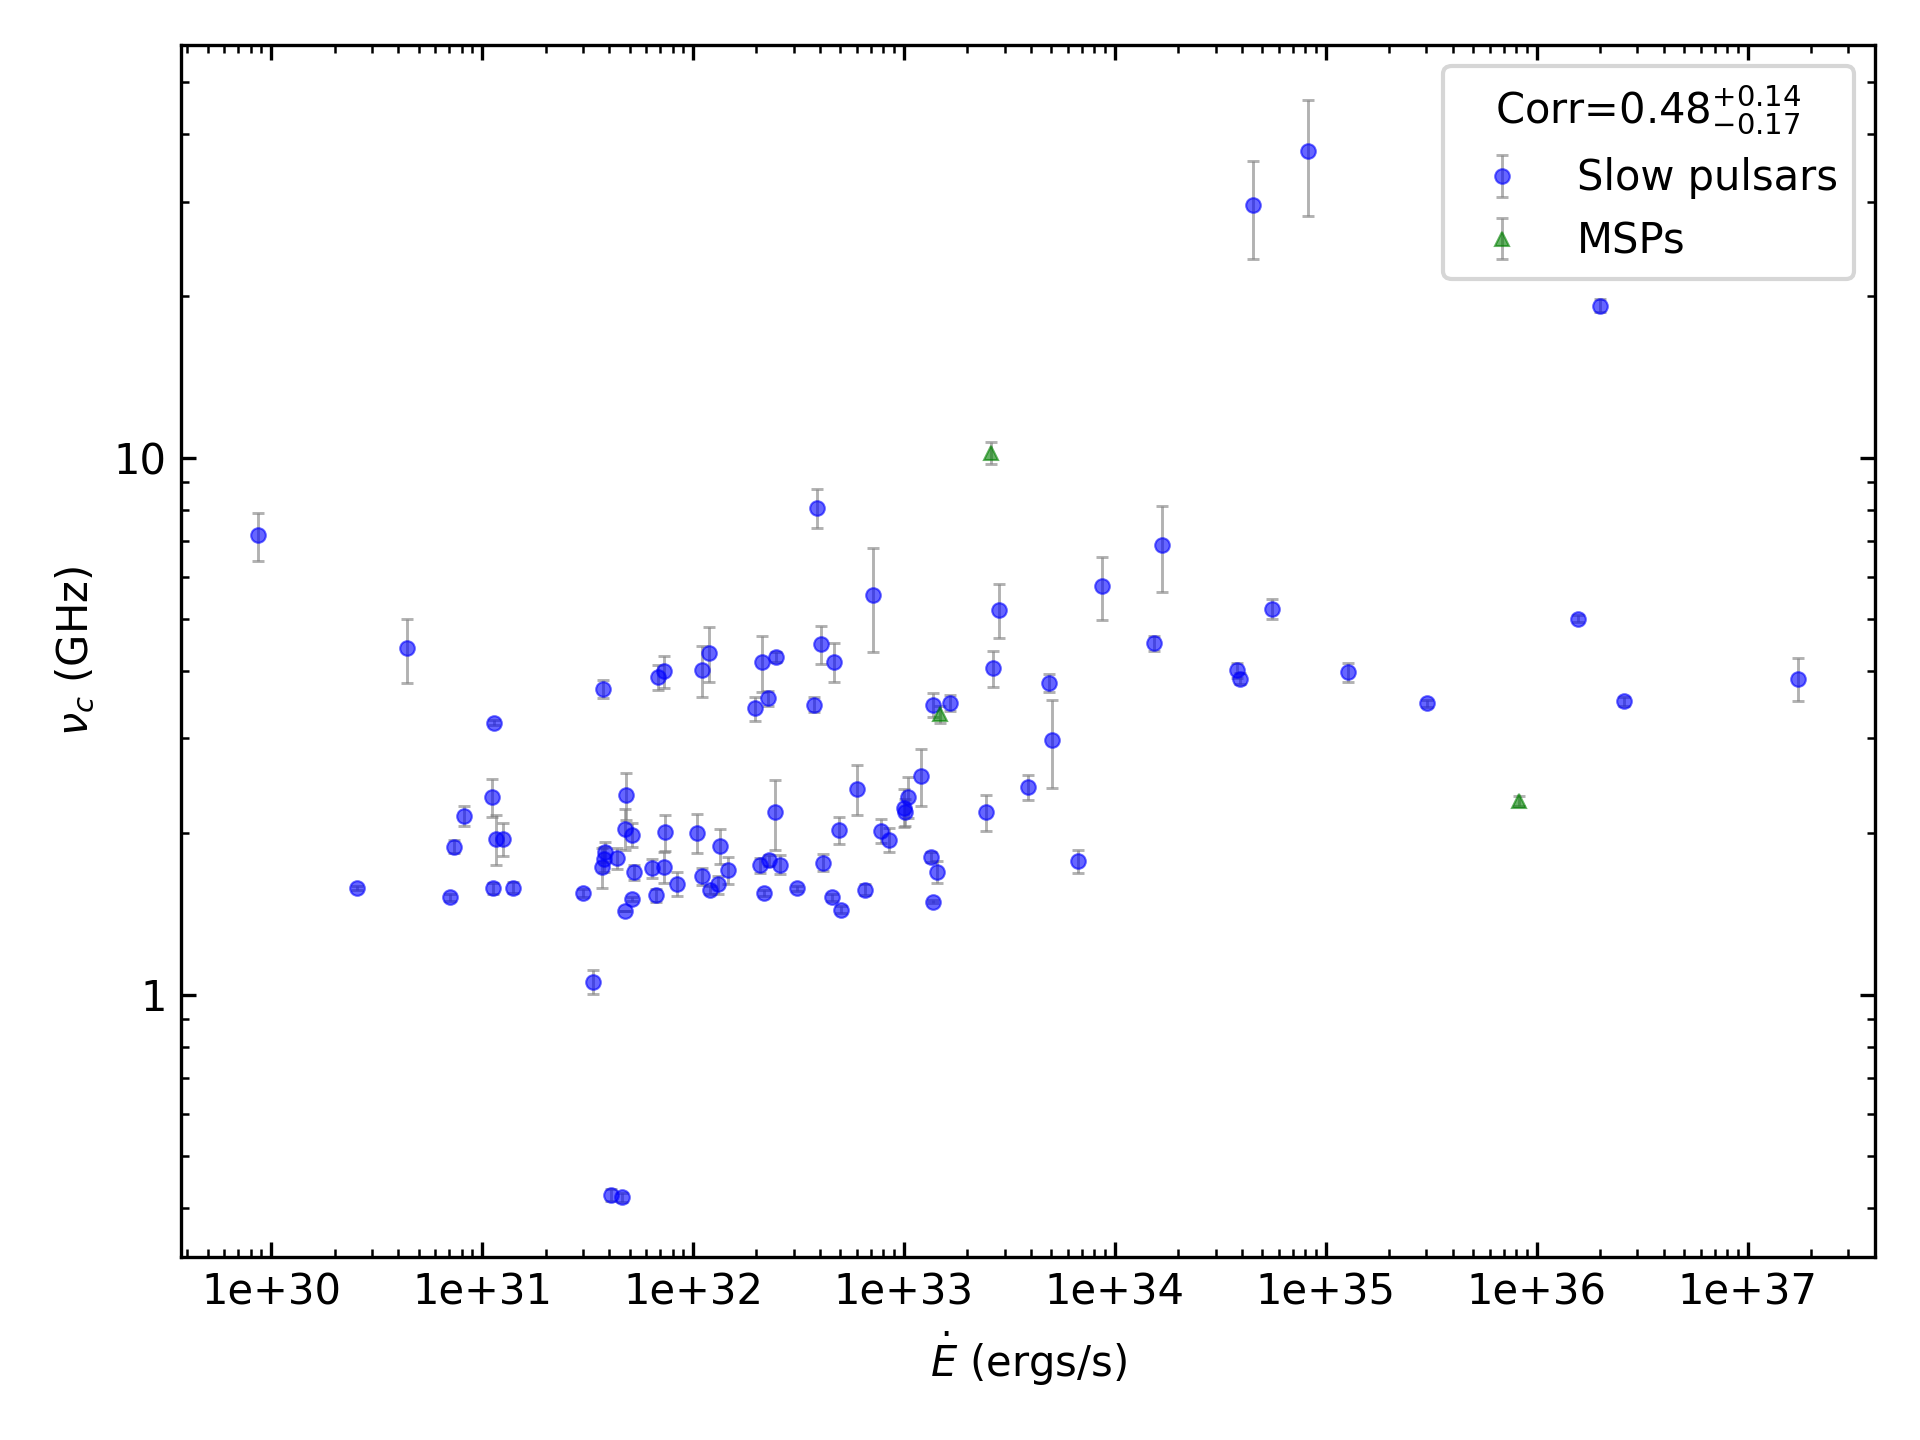 Corr=0.48$^{+0.14}_{-0.17}$
Slow pulsars
MSPs
10
1
ν_c (GHz)
1e+30 1e+31 1e+32 1e+33 1e+34 1e+35 1e+36 1e+37
Ė (ergs/s)